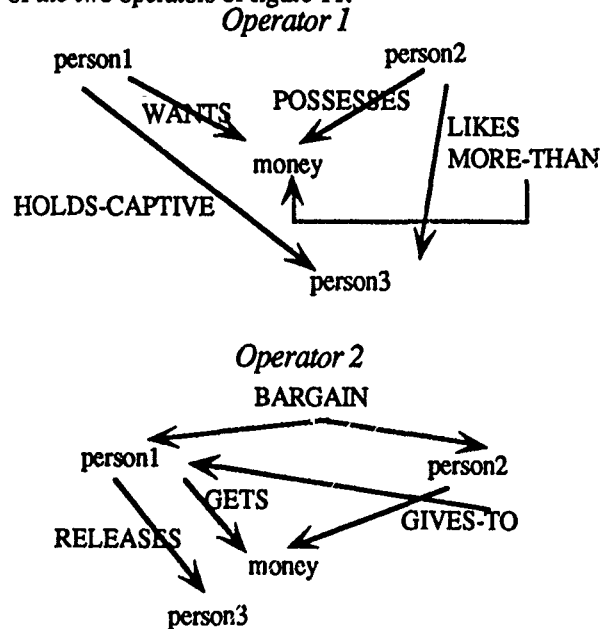 of the two operators of figure 11.
Operator 1
person1 person2
WANTS POSSESSES
LIKES
money MORE-THAN
HOLDS-CAPTIVE
person3
Operator 2
BARGAIN
person1 person2
GETS
GIVES-TO
RELEASES
money
person3